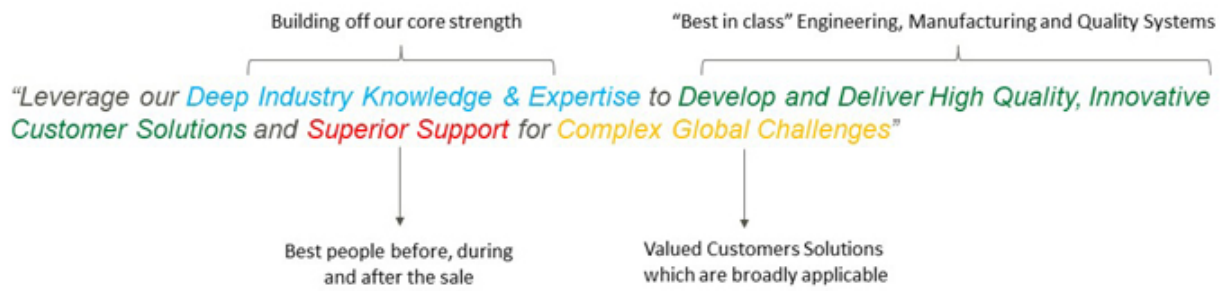 Building off our core strength
“Best in class” Engineering, Manufacturing and Quality Systems
“Leverage our Deep Industry Knowledge & Expertise to Develop and Deliver High Quality, Innovative
Customer Solutions and Superior Support for Complex Global Challenges”
Best people before, during
and after the sale
Valued Customers Solutions
which are broadly applicable